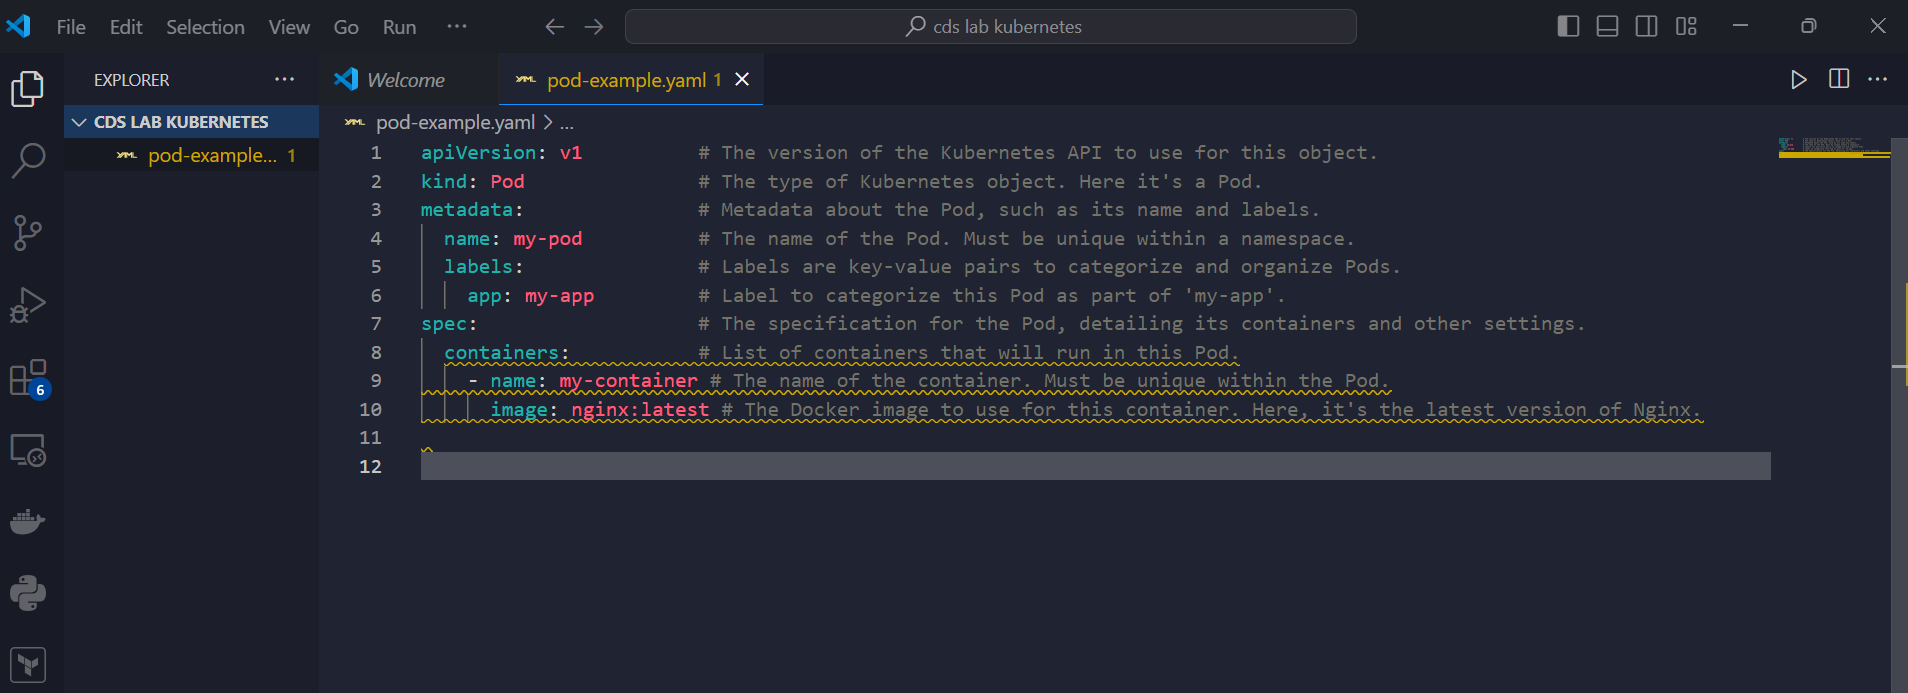 File Edit Selection View Go Run ··· cds lab kubernetes
EXPLORER ··· Welcome YAML pod-example.yaml 1
CDS LAB KUBERNETES
YAML pod-example... 1
YAML pod-example.yaml > ...
1 apiVersion: v1 # The version of the Kubernetes API to use for this object.
2 kind: Pod # The type of Kubernetes object. Here it's a Pod.
3 metadata: # Metadata about the Pod, such as its name and labels.
4 name: my-pod # The name of the Pod. Must be unique within a namespace.
5 labels: # Labels are key-value pairs to categorize and organize Pods.
6 app: my-app # Label to categorize this Pod as part of 'my-app'.
7 spec: # The specification for the Pod, detailing its containers and other settings.
8 containers: # List of containers that will run in this Pod.
9 - name: my-container # The name of the container. Must be unique within the Pod.
10 image: nginx:latest # The Docker image to use for this container. Here, it's the latest version of Nginx.
11
12
6